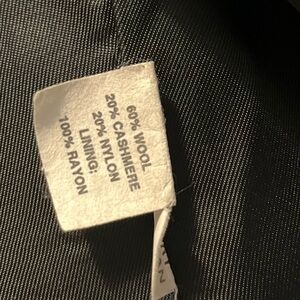 60% WOOL
20% CASHMERE
20% NYLON
LINING:
100% RAYON